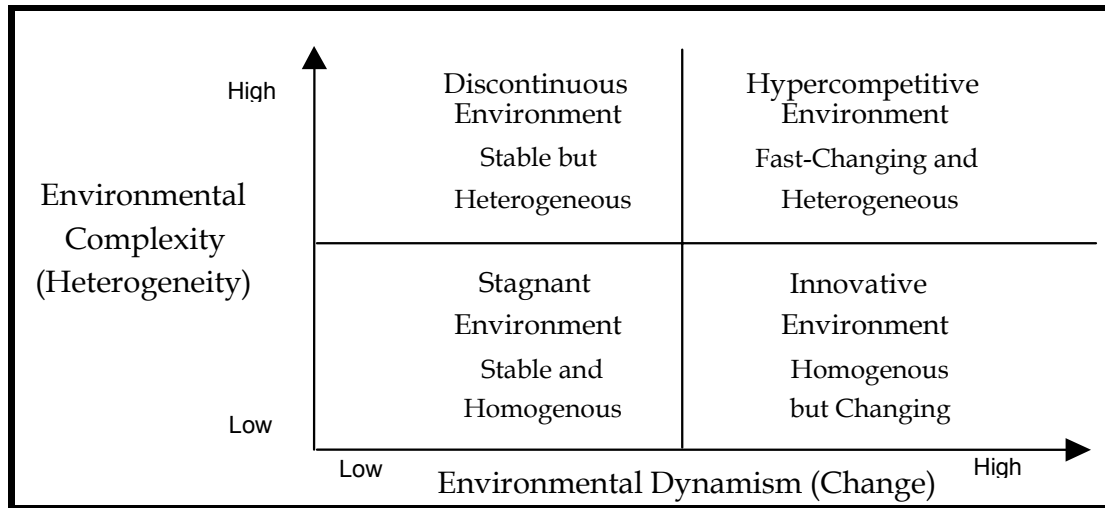 High
Discontinuous
Environment
Stable but
Heterogeneous
Hypercompetitive
Environment
Fast-Changing and
Heterogeneous
Environmental
Complexity
(Heterogeneity)
Stagnant
Environment
Stable and
Homogenous
Innovative
Environment
Homogenous
but Changing
Low
Low
High
Environmental Dynamism (Change)